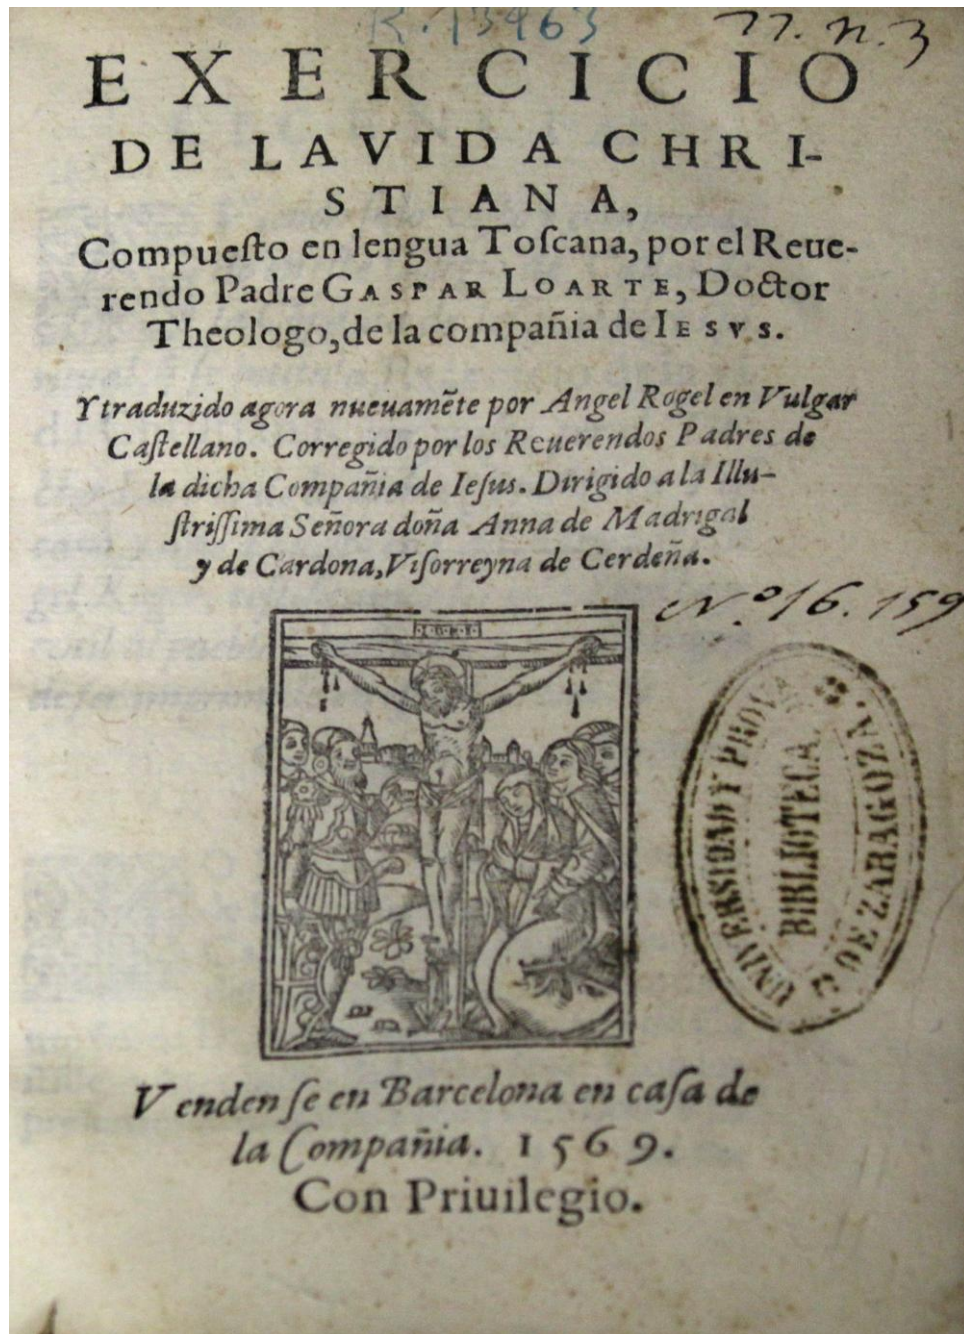 R.13463
77. n. 3
EXERCICIO
DE LA VIDA CHRI-
STIANA,
Compueſto en lengua Toſcana, por el Reue-
rendo Padre GASPAR LOARTE, Doctor
Theologo, de la compañia de IESVS.
Y traduzido agora nueuamẽte por Angel Rogel en Vulgar
Caſtellano. Corregido por los Reuerendos Padres de
la dicha Compañia de Ieſus. Dirigido a la Illu-
ſtriſſima Señora doña Anna de Madrigal
y de Cardona, Viſorreyna de Cerdeña.
N.º 16.159
UNIVERSIDAD Y PROV.
BIBLIOTECA
DE ZARAGOZA
Venden ſe en Barcelona en caſa de
la Compañia. 1569.
Con Priuilegio.